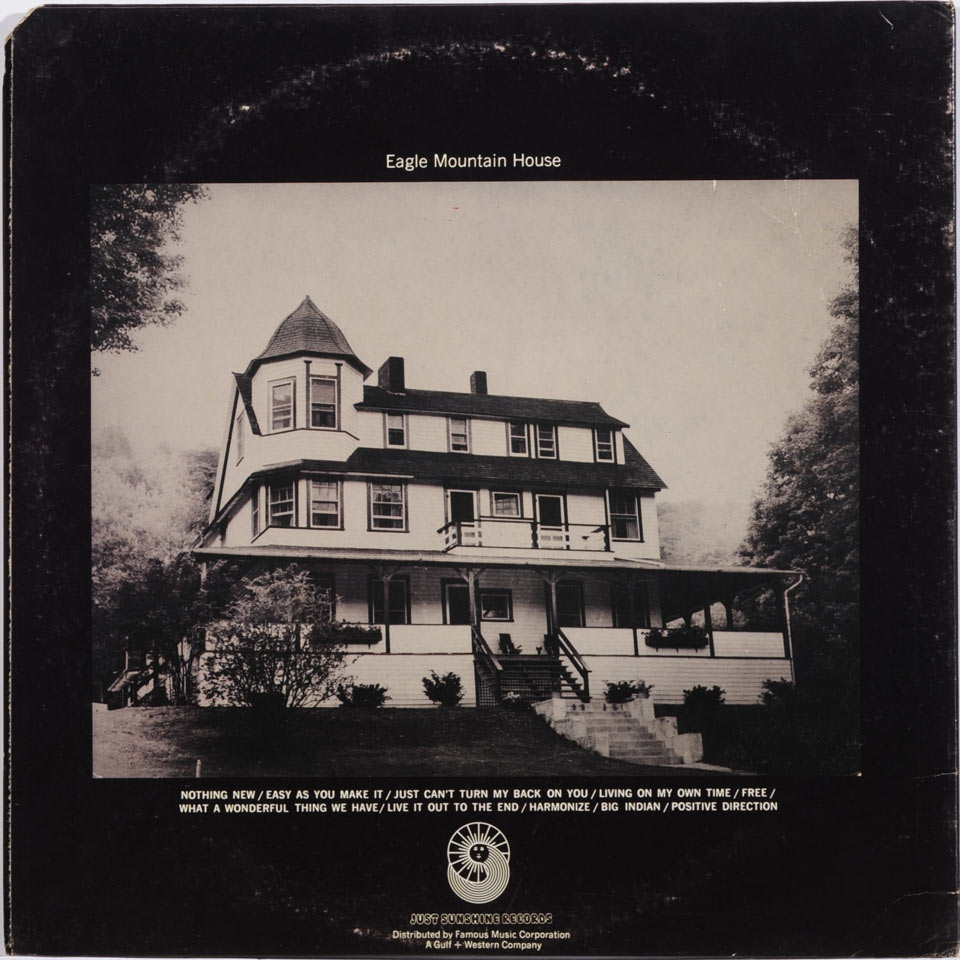 Eagle Mountain House
NOTHING NEW / EASY AS YOU MAKE IT / JUST CAN'T TURN MY BACK ON YOU / LIVING ON MY OWN TIME / FREE /
WHAT A WONDERFUL THING WE HAVE / LIVE IT OUT TO THE END / HARMONIZE / BIG INDIAN / POSITIVE DIRECTION
JUST SUNSHINE RECORDS
Distributed by Famous Music Corporation
A Gulf + Western Company